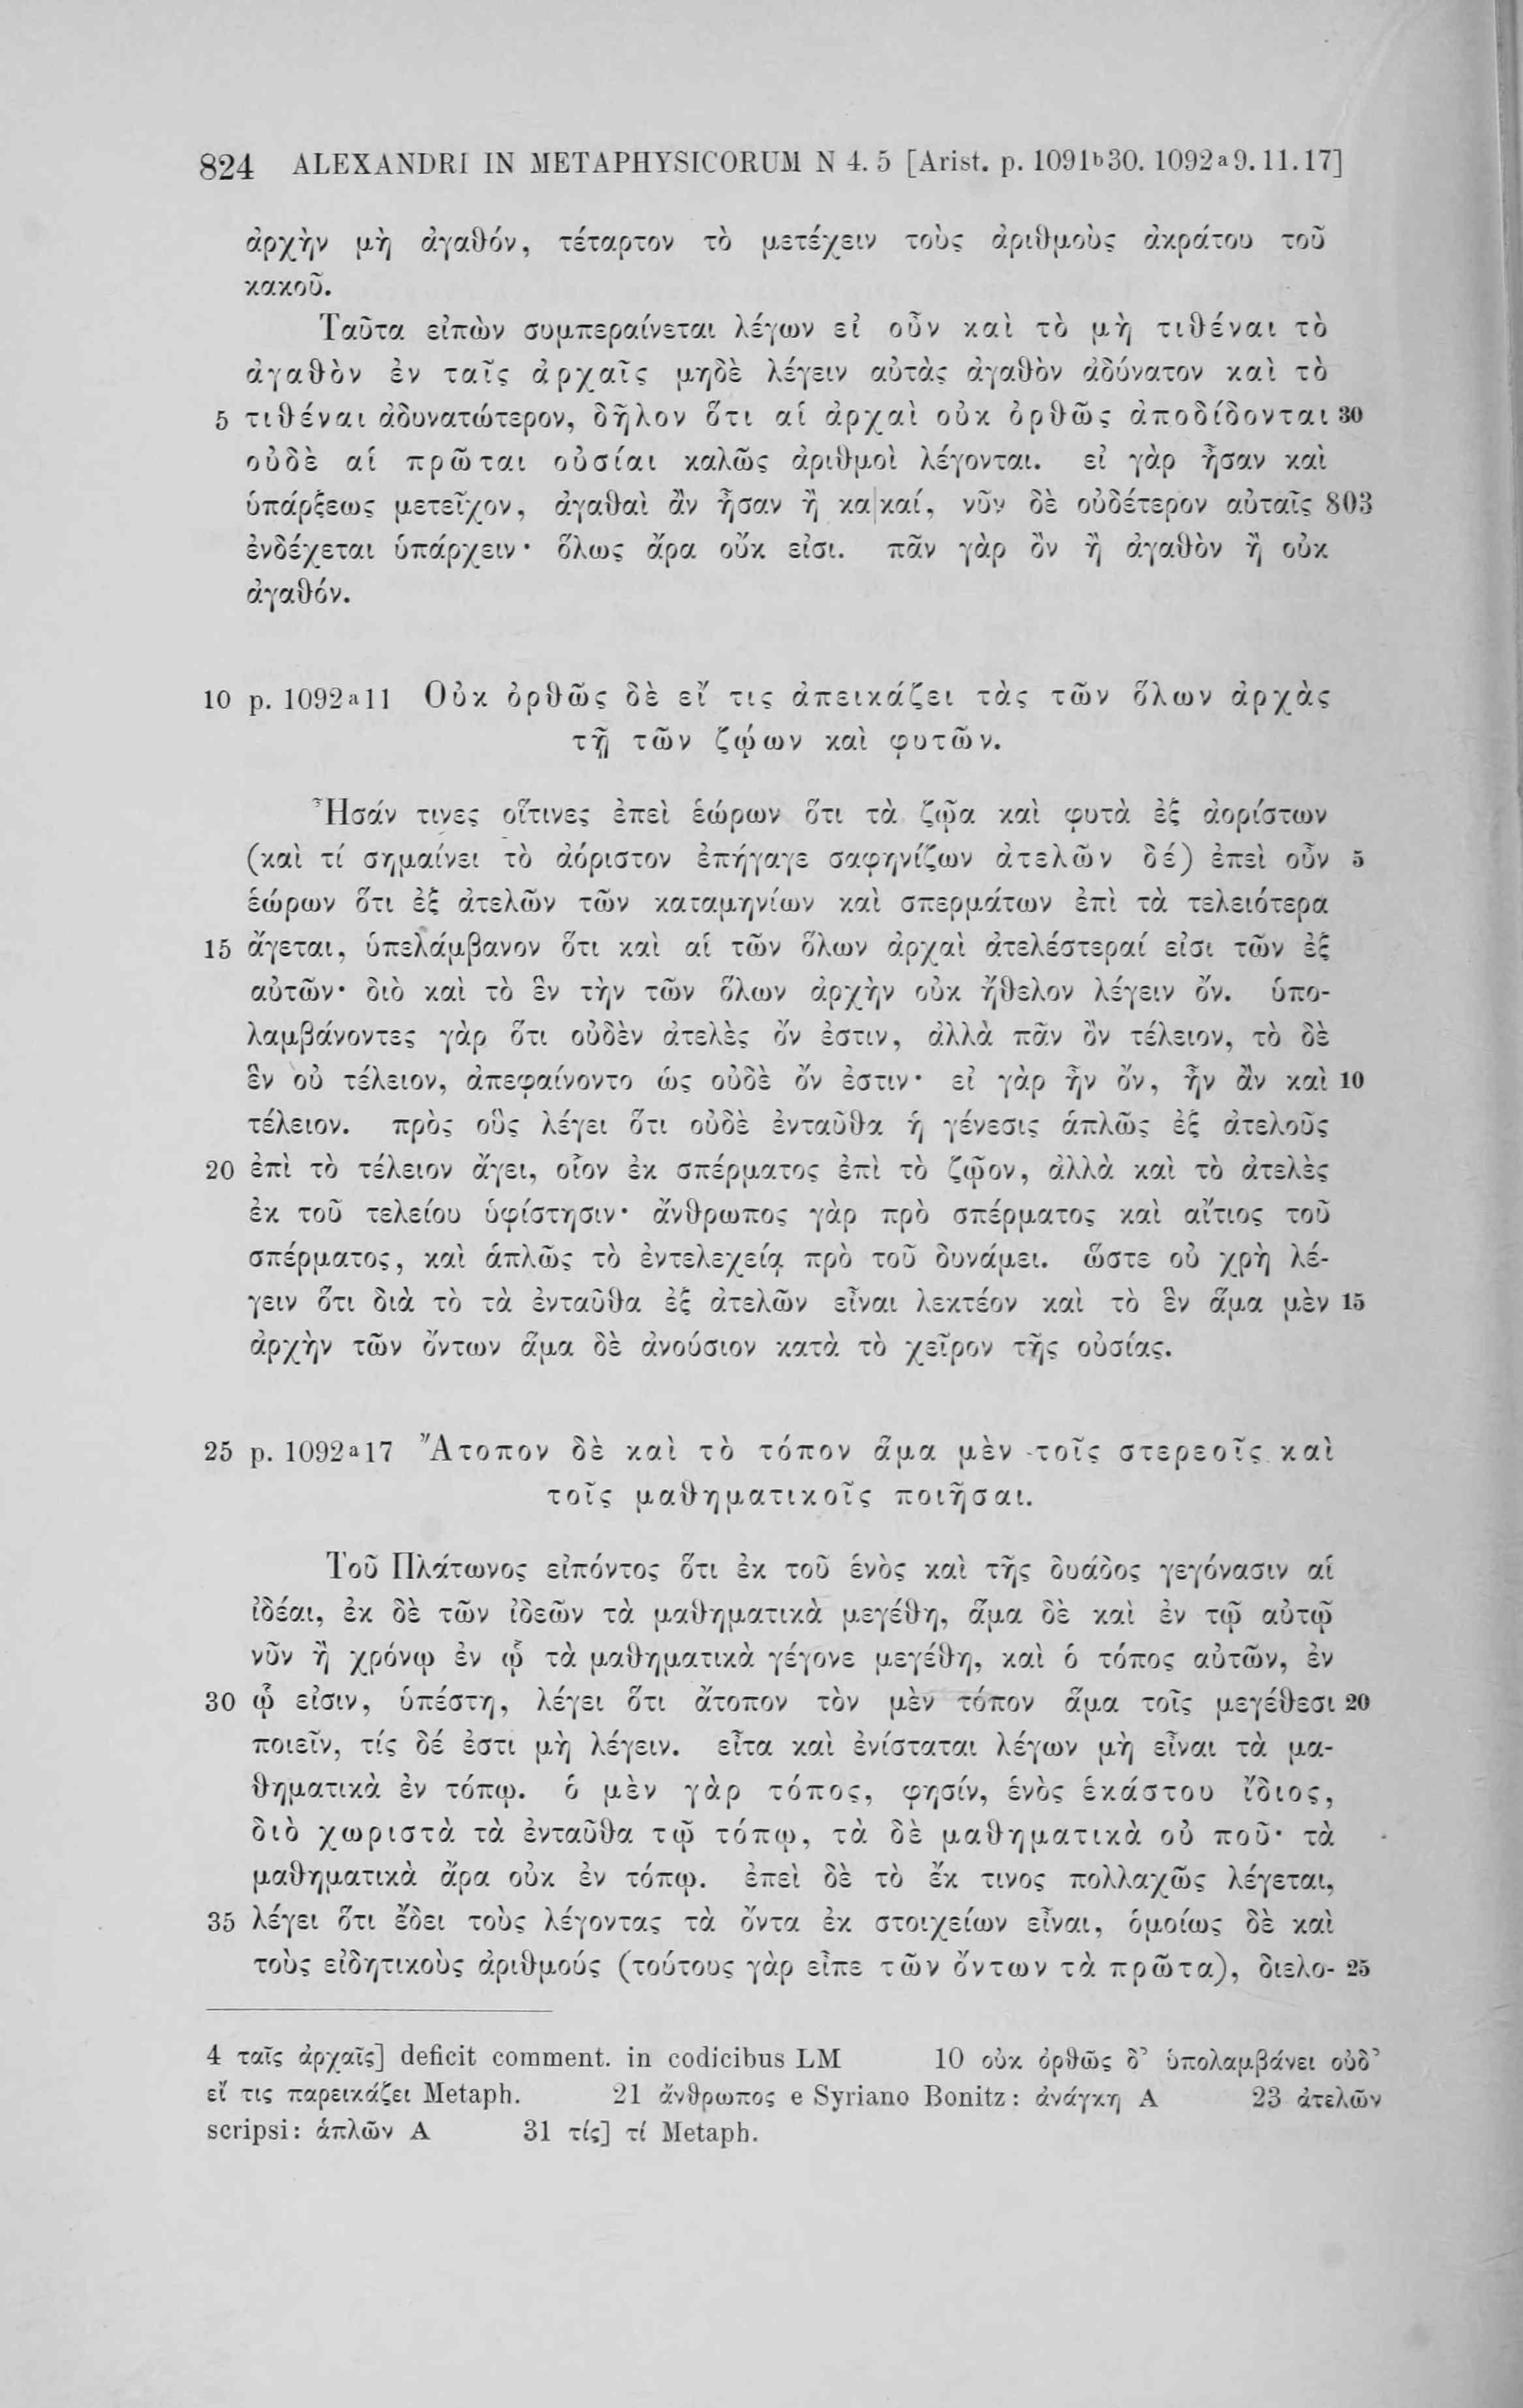 824 ALEXANDRI IN METAPHYSICORUM N 4. 5 [Arist. p. 1091b30. 1092a9. 11. 17]
ἀρχὴν μὴ ἀγαθόν, τέταρτον τὸ μετέχειν τοὺς ἀριθμοὺς ἀκράτου τοῦ
κακοῦ.
Ταῦτα εἰπὼν συμπεραίνεται λέγων εἰ οὖν καὶ τὸ μὴ τιθέναι τὸ
ἀγαθὸν ἐν ταῖς ἀρχαῖς μηδὲ λέγειν αὐτὰς ἀγαθὸν ἀδύνατον καὶ τὸ
5 τιθέναι ἀδυνατώτερον, δῆλον ὅτι αἱ ἀρχαὶ οὐκ ὀρθῶς ἀποδίδονται 30
οὐδὲ αἱ πρῶται οὐσίαι καλῶς ἀριθμοὶ λέγονται. εἰ γὰρ ἦσαν καὶ
ὑπάρξεως μετεῖχον, ἀγαθαὶ ἂν ἦσαν ἢ κα|καί, νῦν δὲ οὐδέτερον αὐταῖς 803
ἐνδέχεται ὑπάρχειν· ὅλως ἄρα οὔκ εἰσι. πᾶν γὰρ ὂν ἢ ἀγαθὸν ἢ οὐκ
ἀγαθόν.
10 p. 1092a11 Οὐκ ὀρθῶς δὲ εἴ τις ἀπεικάζει τὰς τῶν ὅλων ἀρχὰς
τῇ τῶν ζῴων καὶ φυτῶν.
Ἦσάν τινες οἵτινες ἐπεὶ ἑώρων ὅτι τὰ ζῷα καὶ φυτὰ ἐξ ἀορίστων
(καὶ τί σημαίνει τὸ ἀόριστον ἐπήγαγε σαφηνίζων ἀτελῶν δέ) ἐπεὶ οὖν 5
ἑώρων ὅτι ἐξ ἀτελῶν τῶν καταμηνίων καὶ σπερμάτων ἐπὶ τὰ τελειότερα
15 ἄγεται, ὑπελάμβανον ὅτι καὶ αἱ τῶν ὅλων ἀρχαὶ ἀτελέστεραί εἰσι τῶν ἐξ
αὐτῶν· διὸ καὶ τὸ ἓν τὴν τῶν ὅλων ἀρχὴν οὐκ ἤθελον λέγειν ὄν. ὑπο-
λαμβάνοντες γὰρ ὅτι οὐδὲν ἀτελὲς ὄν ἐστιν, ἀλλὰ πᾶν ὂν τέλειον, τὸ δὲ
ἓν οὐ τέλειον, ἀπεφαίνοντο ὡς οὐδὲ ὄν ἐστιν· εἰ γὰρ ἦν ὄν, ἦν ἂν καὶ 10
τέλειον. πρὸς οὓς λέγει ὅτι οὐδὲ ἐνταῦθα ἡ γένεσις ἁπλῶς ἐξ ἀτελοῦς
20 ἐπὶ τὸ τέλειον ἄγει, οἷον ἐκ σπέρματος ἐπὶ τὸ ζῷον, ἀλλὰ καὶ τὸ ἀτελὲς
ἐκ τοῦ τελείου ὑφίστησιν· ἄνθρωπος γὰρ πρὸ σπέρματος καὶ αἴτιος τοῦ
σπέρματος, καὶ ἁπλῶς τὸ ἐντελεχείᾳ πρὸ τοῦ δυνάμει. ὥστε οὐ χρὴ λέ-
γειν ὅτι διὰ τὸ τὰ ἐνταῦθα ἐξ ἀτελῶν εἶναι λεκτέον καὶ τὸ ἓν ἅμα μὲν 15
ἀρχὴν τῶν ὄντων ἅμα δὲ ἀνούσιον κατὰ τὸ χεῖρον τῆς οὐσίας.
25 p. 1092a17 Ἄτοπον δὲ καὶ τὸ τόπον ἅμα μὲν τοῖς στερεοῖς καὶ
τοῖς μαθηματικοῖς ποιῆσαι.
Τοῦ Πλάτωνος εἰπόντος ὅτι ἐκ τοῦ ἑνὸς καὶ τῆς δυάδος γεγόνασιν αἱ
ἰδέαι, ἐκ δὲ τῶν ἰδεῶν τὰ μαθηματικὰ μεγέθη, ἅμα δὲ καὶ ἐν τῷ αὐτῷ
νῦν ἢ χρόνῳ ἐν ᾧ τὰ μαθηματικὰ γέγονε μεγέθη, καὶ ὁ τόπος αὐτῶν, ἐν
30 ᾧ εἰσιν, ὑπέστη, λέγει ὅτι ἄτοπον τὸν μὲν τόπον ἅμα τοῖς μεγέθεσι 20
ποιεῖν, τίς δέ ἐστι μὴ λέγειν. εἶτα καὶ ἐνίσταται λέγων μὴ εἶναι τὰ μα-
θηματικὰ ἐν τόπῳ. ὁ μὲν γὰρ τόπος, φησίν, ἑνὸς ἑκάστου ἴδιος,
διὸ χωριστὰ τὰ ἐνταῦθα τῷ τόπῳ, τὰ δὲ μαθηματικὰ οὐ ποῦ· τὰ
μαθηματικὰ ἄρα οὐκ ἐν τόπῳ. ἐπεὶ δὲ τὸ ἔκ τινος πολλαχῶς λέγεται,
35 λέγει ὅτι ἔδει τοὺς λέγοντας τὰ ὄντα ἐκ στοιχείων εἶναι, ὁμοίως δὲ καὶ
τοὺς εἰδητικοὺς ἀριθμούς (τούτους γὰρ εἶπε τῶν ὄντων τὰ πρῶτα), διελο- 25
4 ταῖς ἀρχαῖς] deficit comment. in codicibus LM 10 οὐκ ὀρθῶς δ' ὑπολαμβάνει οὐδ'
εἴ τις παρεικάζει Metaph. 21 ἄνθρωπος e Syriano Bonitz: ἀνάγκη A 23 ἀτελῶν
scripsi: ἁπλῶν A 31 τίς] τί Metaph.